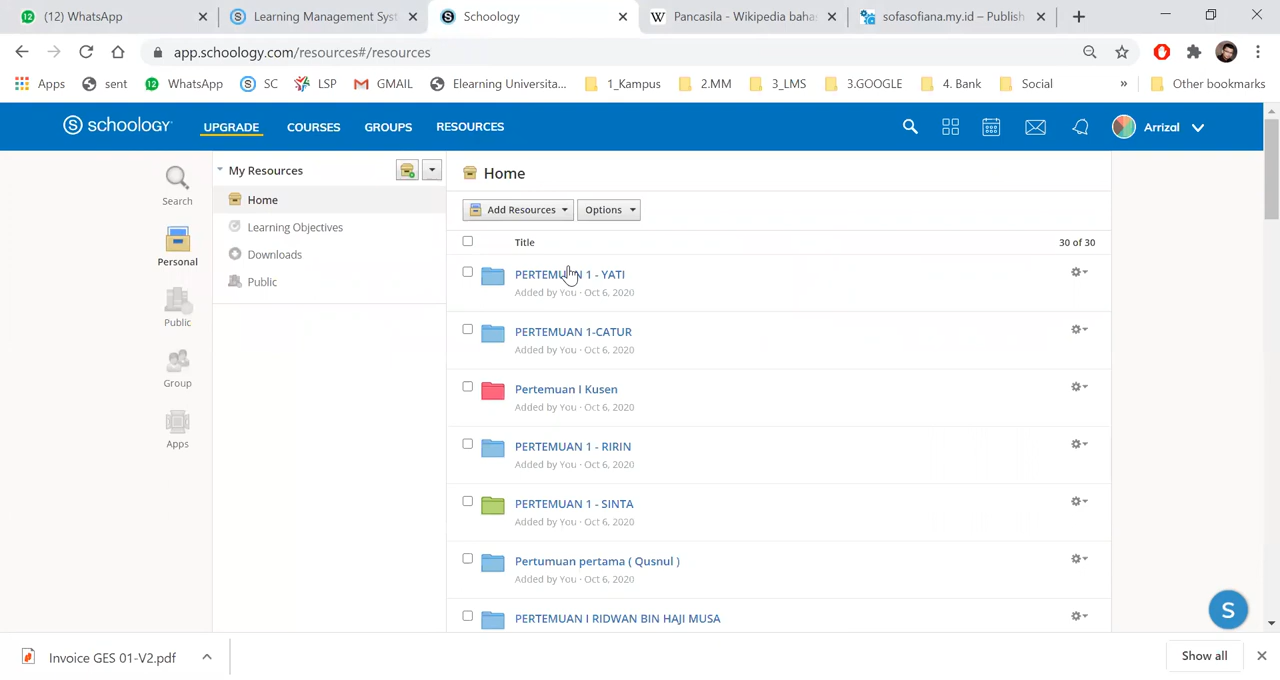 (12) WhatsApp
Learning Management Syst
Schoology
Pancasila - Wikipedia baha
sofasofiana.my.id – Publish
app.schoology.com/resources#/resources
Apps
sent
WhatsApp
SC
LSP
GMAIL
Elearning Universita...
1_Kampus
2.MM
3_LMS
3.GOOGLE
4. Bank
Social
»
Other bookmarks
schoology
UPGRADE
COURSES
GROUPS
RESOURCES
Arrizal
Search
Personal
Public
Group
Apps
My Resources
Home
Learning Objectives
Downloads
Public
Home
Add Resources
Options
Title
30 of 30
PERTEMUAN 1 - YATI
Added by You · Oct 6, 2020
PERTEMUAN 1-CATUR
Added by You · Oct 6, 2020
Pertemuan I Kusen
Added by You · Oct 6, 2020
PERTEMUAN 1 - RIRIN
Added by You · Oct 6, 2020
PERTEMUAN 1 - SINTA
Added by You · Oct 6, 2020
Pertumuan pertama ( Qusnul )
Added by You · Oct 6, 2020
PERTEMUAN I RIDWAN BIN HAJI MUSA
S
Invoice GES 01-V2.pdf
Show all